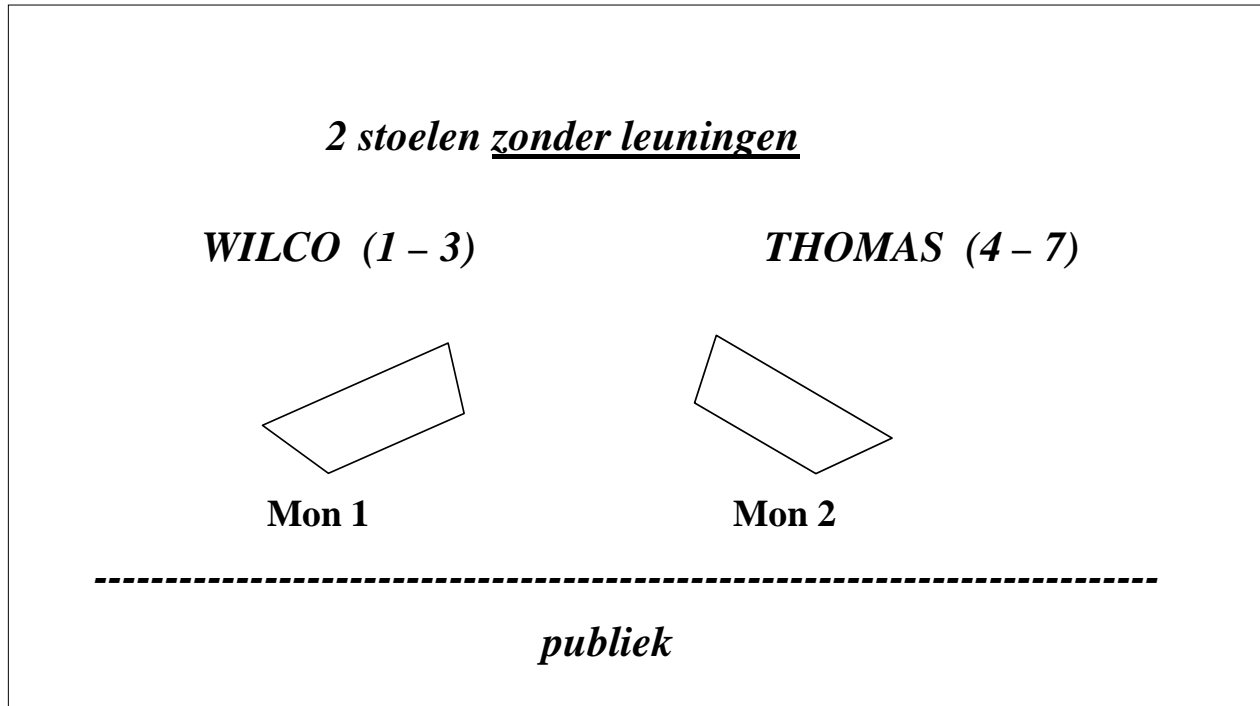 2 stoelen zonder leuningen
WILCO (1 – 3) THOMAS (4 – 7)
Mon 1 Mon 2
publiek